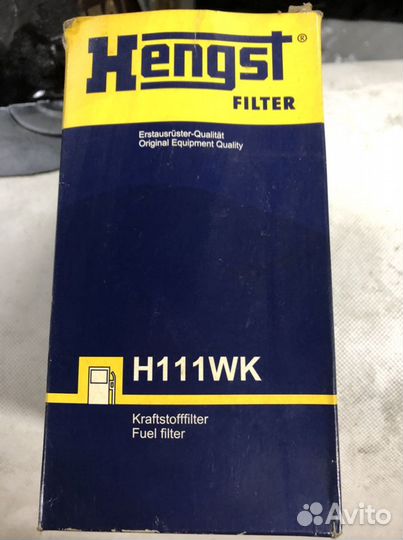 Hengst ®
FILTER
Erstausrüster-Qualität
Original Equipment Quality
H111WK
Kraftstofffilter
Fuel filter
Avito